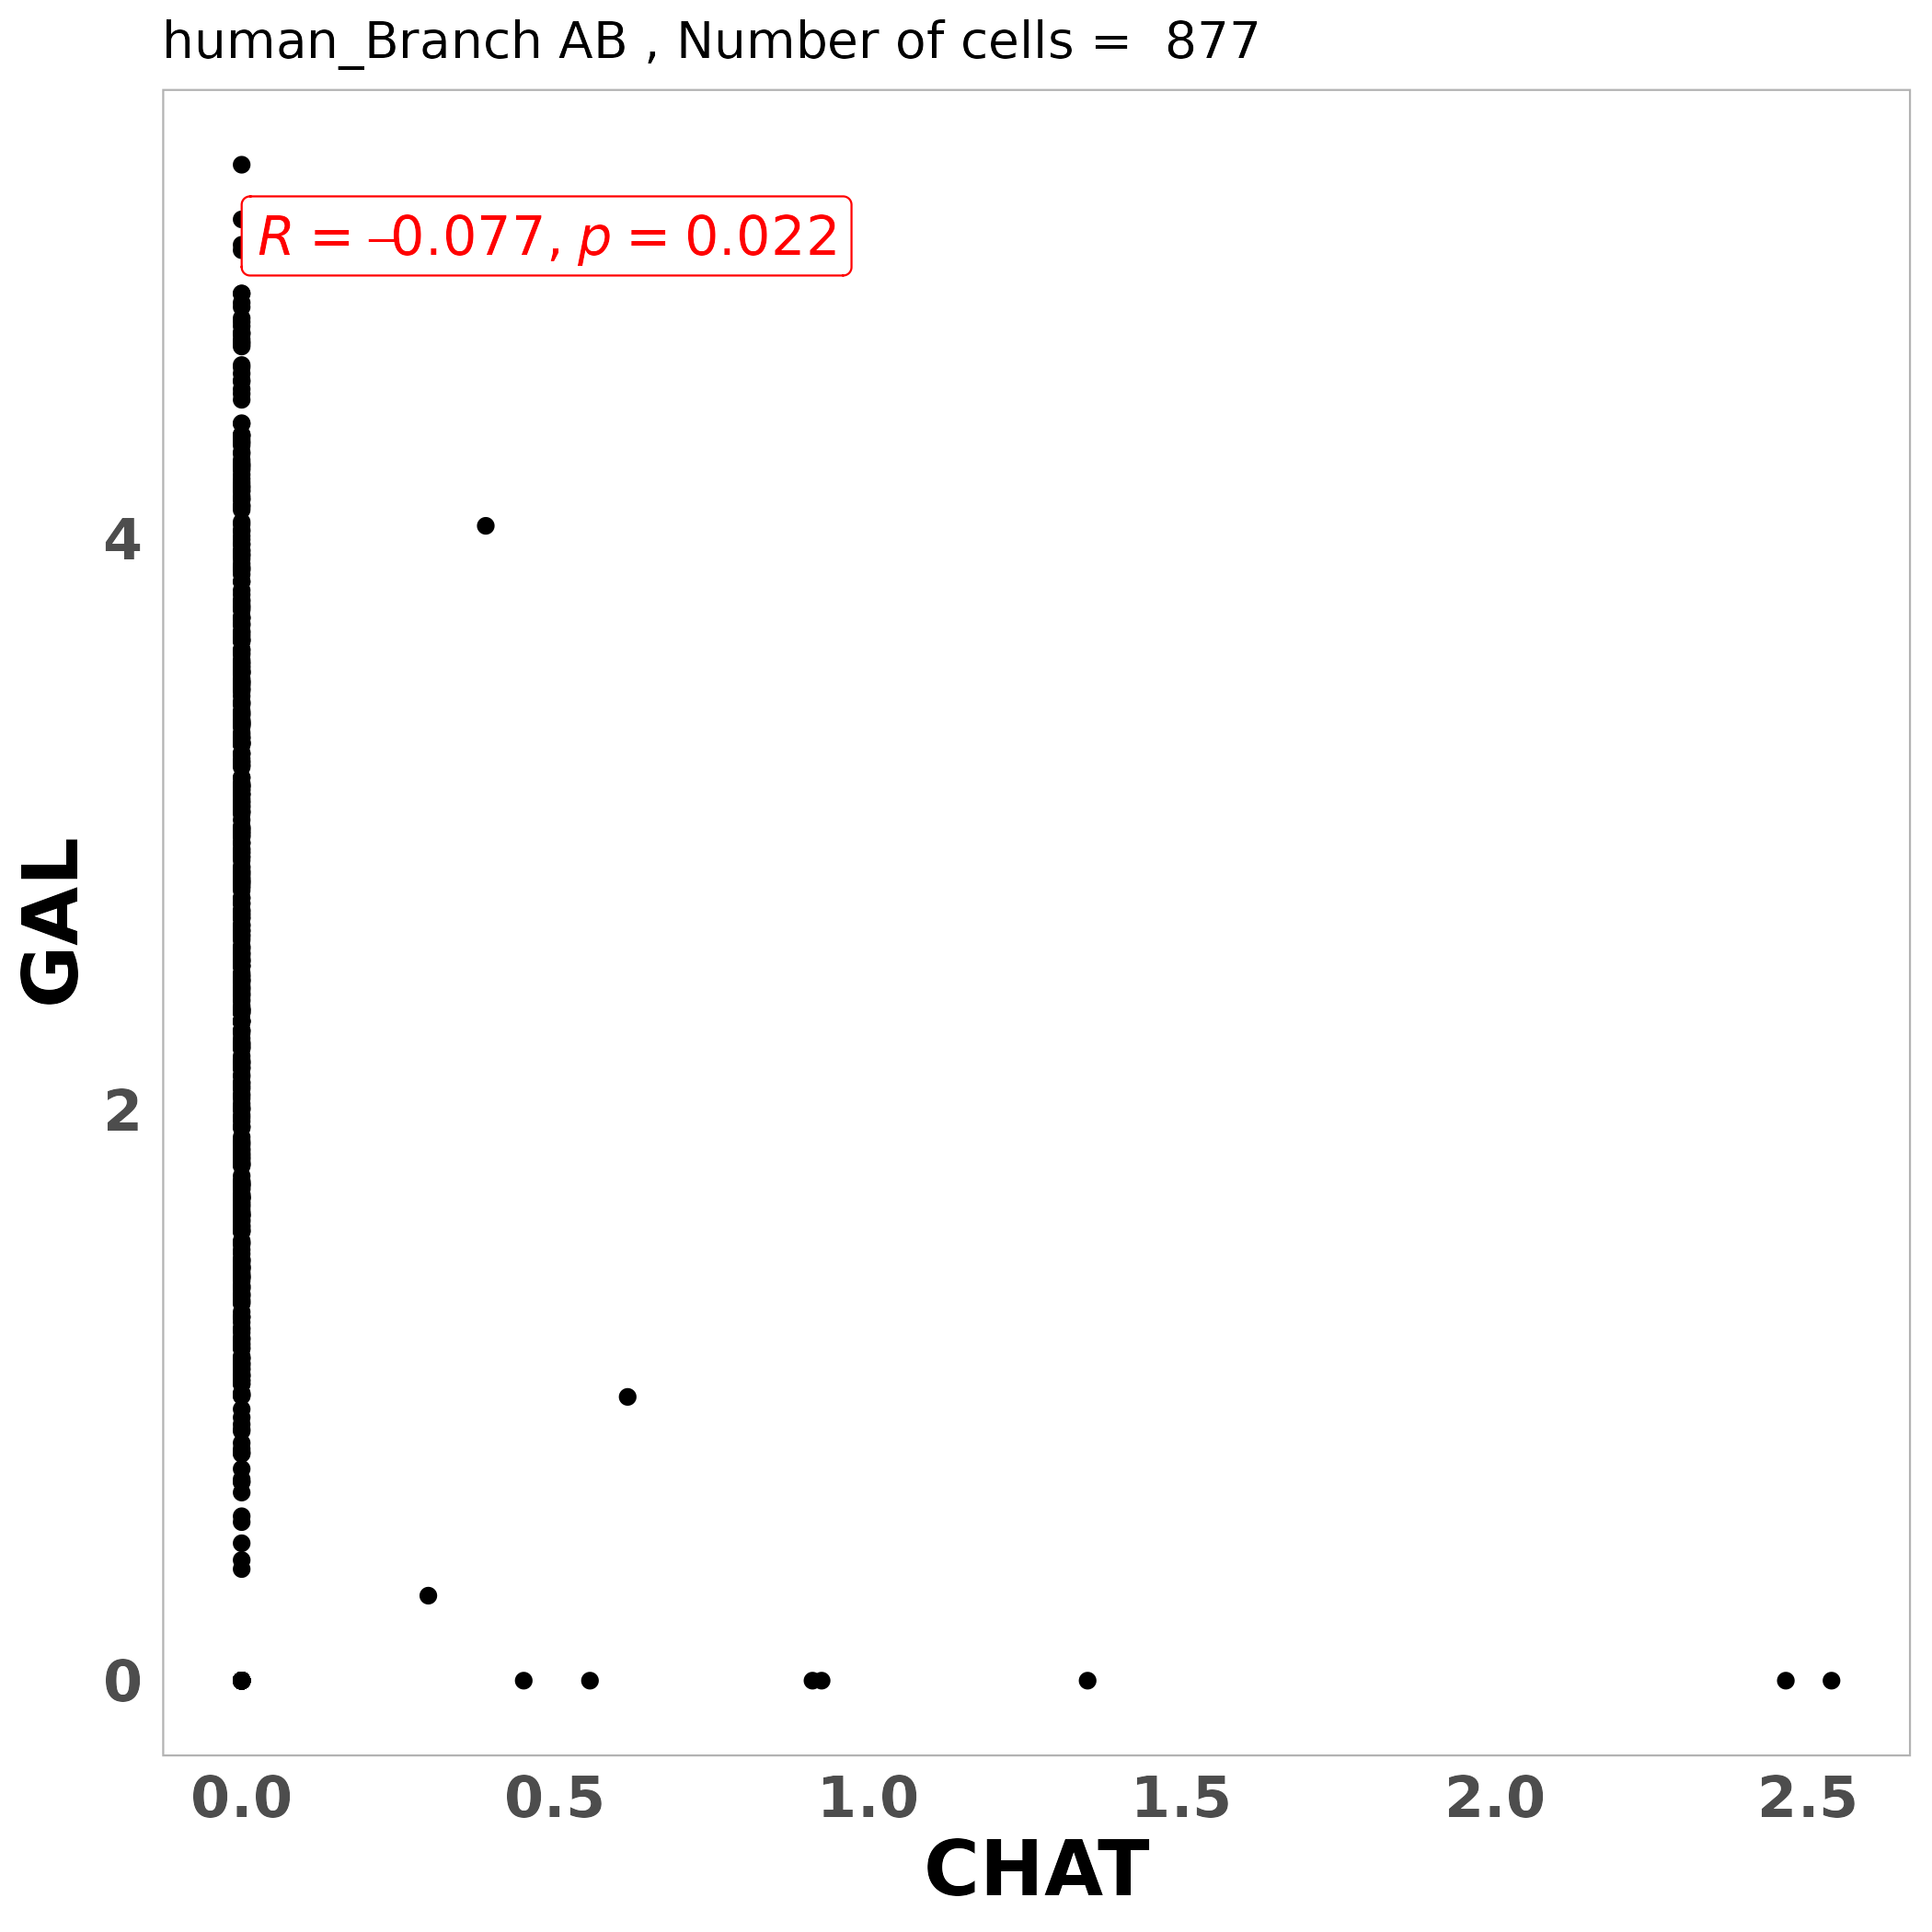 human_Branch AB , Number of cells =  877
R = –0.077, p = 0.022
GAL
4
2
0
0.0 0.5 1.0 1.5 2.0 2.5
CHAT